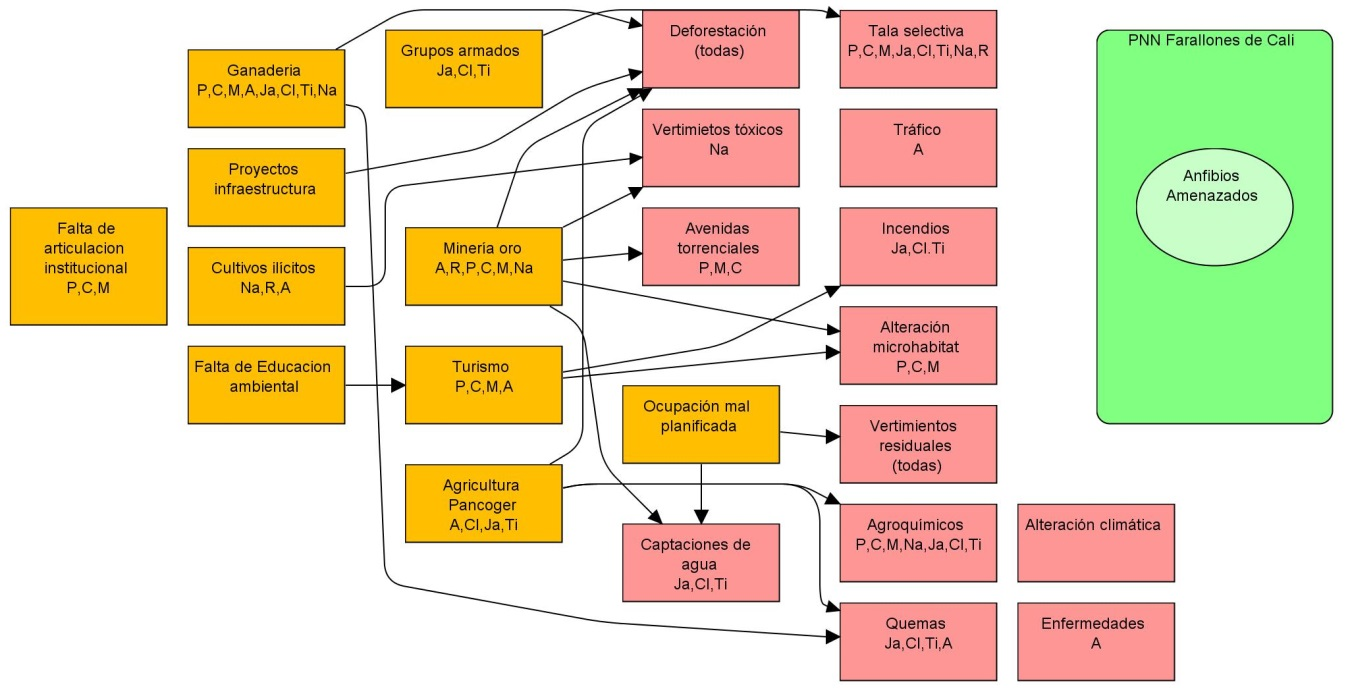 Falta de
articulacion
institucional
P,C,M
Ganaderia
P,C,M,A,Ja,Cl,Ti,Na
Proyectos
infraestructura
Cultivos ilicitos
Na,R,A
Falta de Educacion
ambiental
Grupos armados
Ja,Cl,Ti
Minería oro
A,R,P,C,M,Na
Turismo
P,C,M,A
Agricultura
Pancoger
A,Cl,Ja,Ti
Ocupación mal
planificada
Deforestación
(todas)
Vertimietos tóxicos
Na
Avenidas
torrenciales
P,M,C
Captaciones de
agua
Ja,Cl,Ti
Tala selectiva
P,C,M,Ja,Cl,Ti,Na,R
Tráfico
A
Incendios
Ja,Cl.Ti
Alteración
microhabitat
P,C,M
Vertimientos
residuales
(todas)
Agroquímicos
P,C,M,Na,Ja,Cl,Ti
Quemas
Ja,Cl,Ti,A
Alteración climática
Enfermedades
A
PNN Farallones de Cali
Anfibios
Amenazados